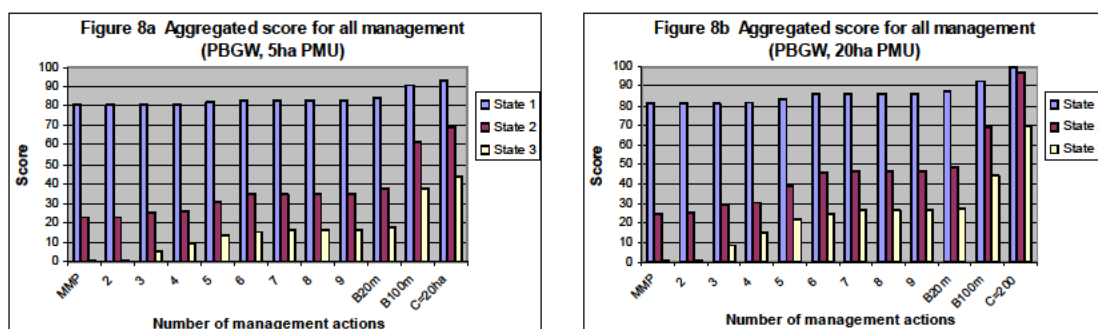 Figure 8a Aggregated score for all management
(PBGW, 5ha PMU)
Score
100
90
80
70
60
50
40
30
20
10
0
MMP
2
3
4
5
6
7
8
9
B20m
B100m
C=20ha
Number of management actions
State 1
State 2
State 3
Figure 8b Aggregated score for all management
(PBGW, 20ha PMU)
Score
100
90
80
70
60
50
40
30
20
10
0
MMP
2
3
4
5
6
7
8
9
B20m
B100m
C=200
Number of management actions
State
State
State